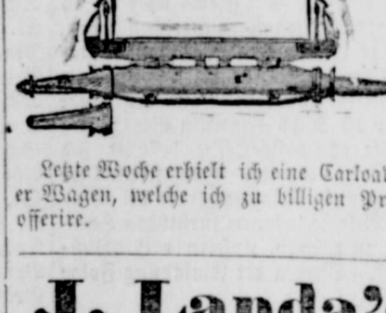 Letzte Woche erhielt ich eine Carloa
er Wagen, welche ich zu billigen Pr
offerire.
J. Landa'